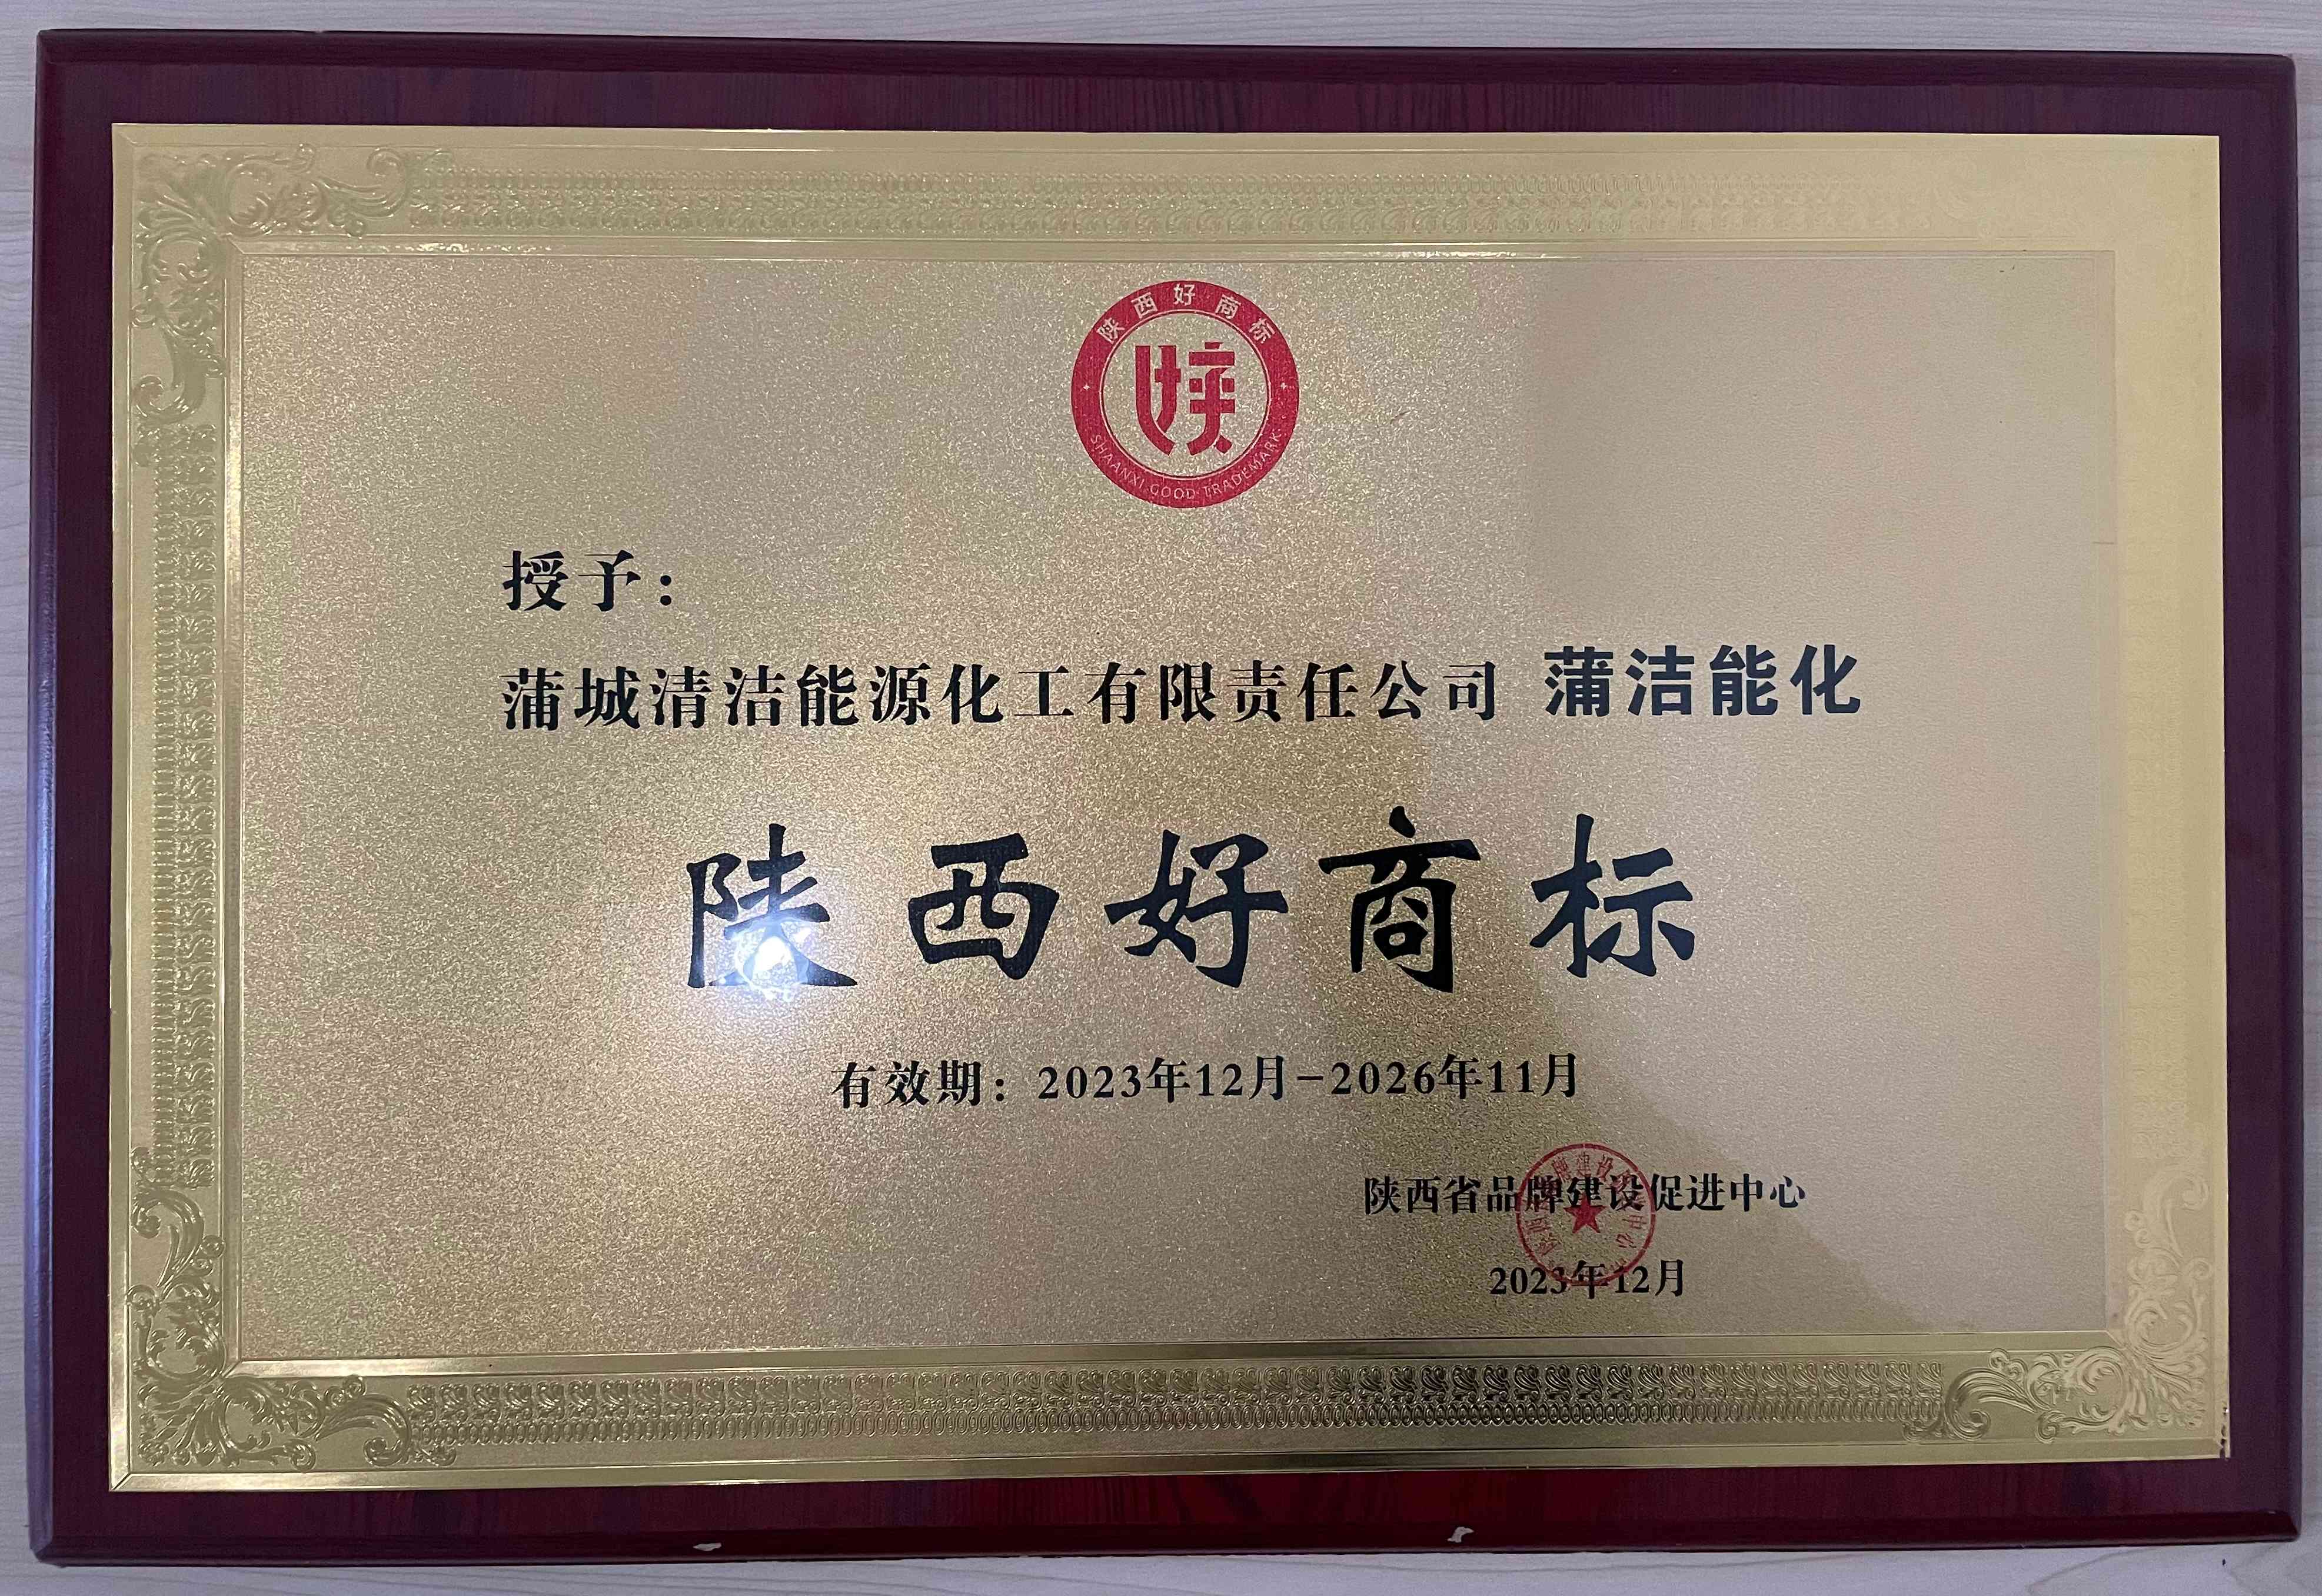 陕西好商标
SHAANXI GOOD TRADEMARK
授予：
蒲城清洁能源化工有限责任公司 蒲洁能化
陕西好商标
有效期：2023年12月-2026年11月
陕西省品牌建设促进中心
2023年12月